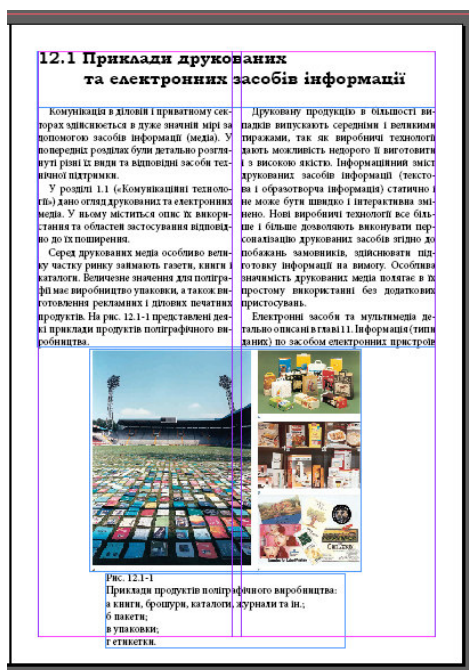 12.1 Приклади друкованих
та електронних засобів інформації
Комунікація в діловій і приватному сек-
торах здійснюється в дуже значній мірі за
допомогою засобів інформації (медіа). У
попередніх розділах були детально розгля-
нуті різні їх види та відповідні засоби тех-
нічної підтримки.
У розділі 1.1 («Комунікаційні техноло-
гії») дано огляд друкованих та електронних
медіа. У ньому міститься опис їх викори-
стання та областей застосування відповід-
но до їх поширення.
Серед друкованих медіа особливо вели-
ку частку ринку займають газети, книги і
каталоги. Величезне значення для полігра-
фії має виробництво упаковки, а також ви-
готовлення рекламних і ділових печатних
продуктів. На рис. 12.1-1 представлені дея-
кі приклади продуктів поліграфічного ви-
робництва.
Друковану продукцію в більшості ви-
падків випускають середніми і великими
тиражами, так як виробничі технології
дають можливість недорого її виготовити
і з високою якістю. Інформаційний зміст
друкованих засобів інформації (тексто-
ва і образотворча інформація) статично і
не може бути швидко і інтерактивна змі-
нено. Нові виробничі технології все біль-
ше і більше дозволяють виконувати пер-
соналізацію друкованих засобів згідно до
побажань замовників, здійснювати під-
готовку інформації на вимогу. Особлива
значимість друкованих медіа полягає в їх
простому використанні без додаткових
пристосувань.
Електронні засоби та мультимедіа де-
тально описані в главі 11. Інформація (типи
даних) по засобом електронних пристроїв
Рис. 12.1-1
Приклади продуктів поліграфічного виробництва:
а книги, брошури, каталоги, журнали та ін.;
б пакети;
в упаковки;
г етикетки.